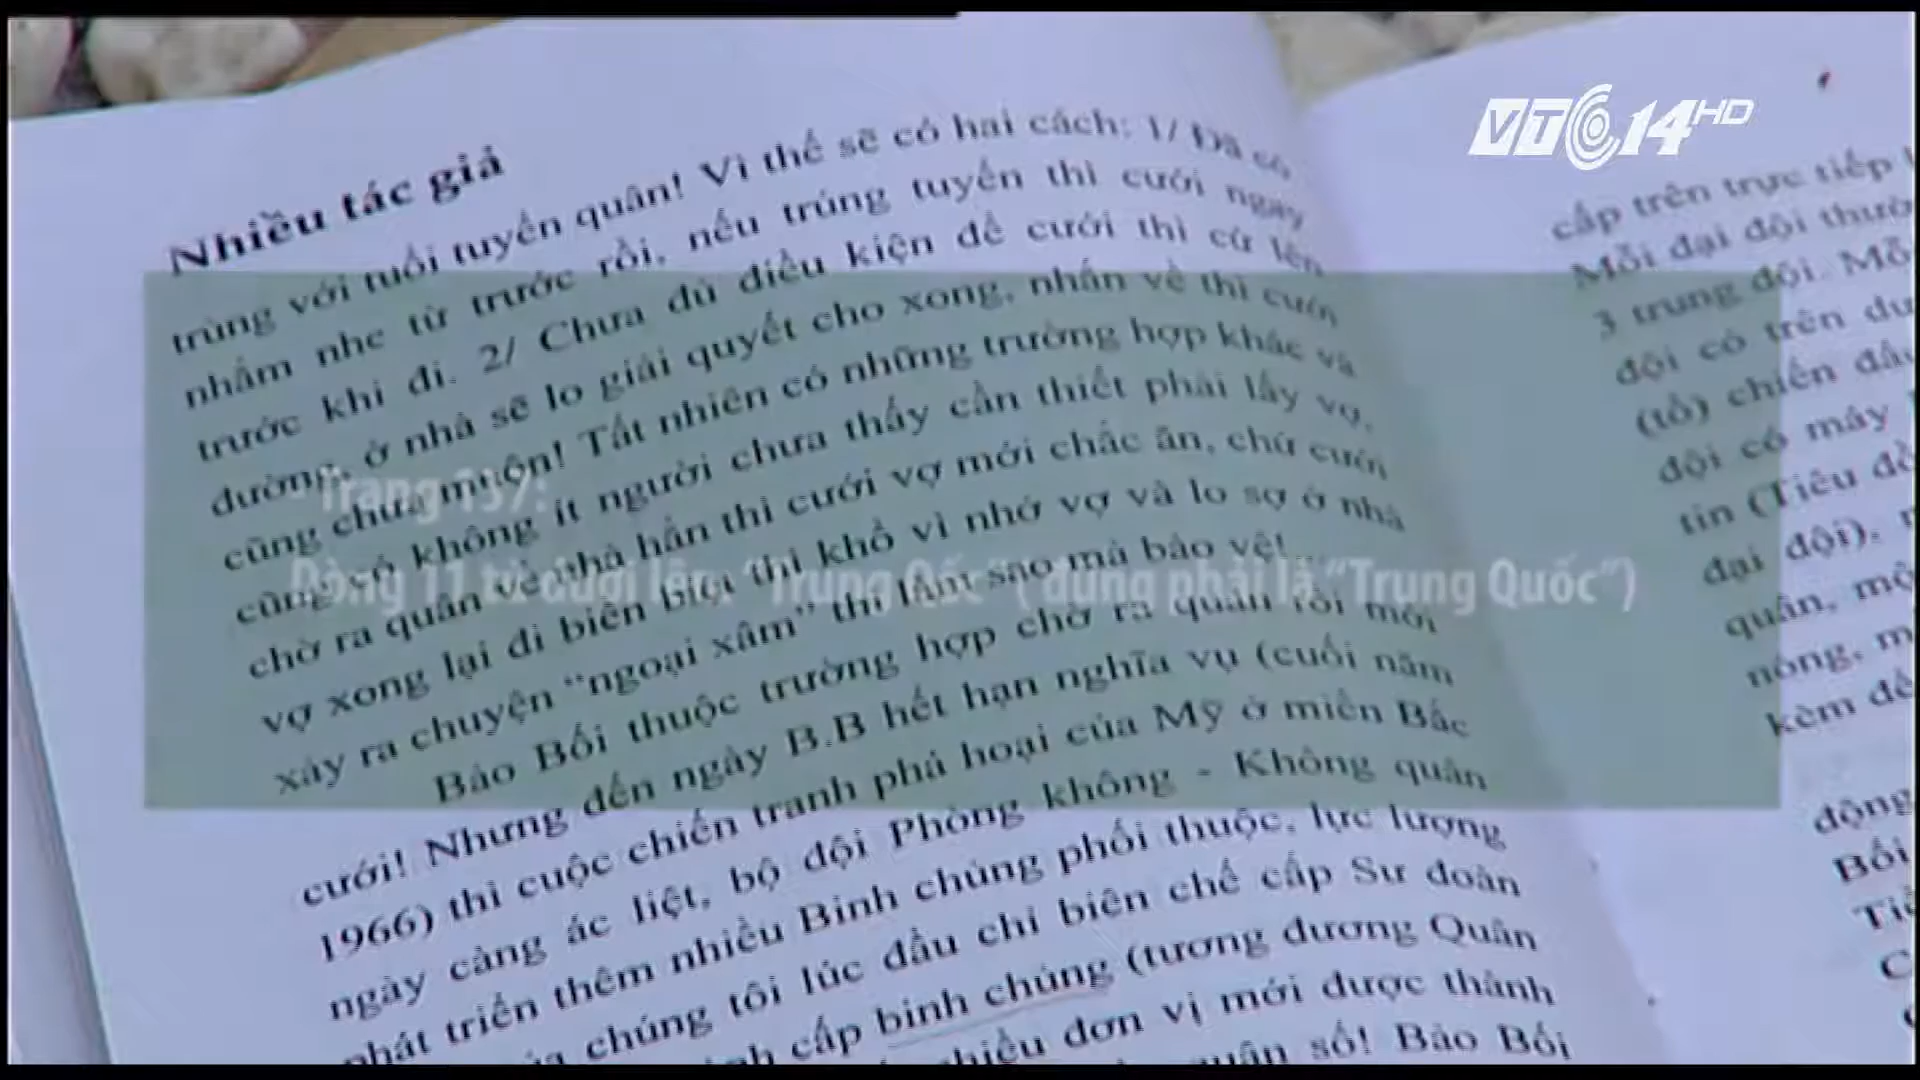 VTC14HD
Nhiều tác giả
trùng với tuổi tuyển quân! Vì thế sẽ có hai cách: 1/ Đã có
nhắm nhe từ trước rồi, nếu trúng tuyển thì cưới ngay
trước khi đi. 2/ Chưa đủ điều kiện để cưới thì cứ lên
đường, ở nhà sẽ lo giải quyết cho xong, nhắn về thì cưới
cũng chưa muộn! Tất nhiên có những trường hợp khác và
cũng có không ít người chưa thấy cần thiết phải lấy vợ,
chờ ra quân về nhà hẳn thì cưới vợ mới chắc ăn, chứ cưới
vợ xong lại đi biền biệt thì khổ vì nhớ vợ và lo sợ ở nhà
xảy ra chuyện "ngoại xâm" thì làm sao mà bảo vệ!
Bảo Bối thuộc trường hợp chờ ra quân rồi mới
cưới! Nhưng đến ngày B.B hết hạn nghĩa vụ (cuối năm
1966) thì cuộc chiến tranh phá hoại của Mỹ ở miền Bắc
ngày càng ác liệt, bộ đội Phòng không - Không quân
phát triển thêm nhiều Binh chủng phối thuộc, lực lượng
chúng tôi lúc đầu chỉ biên chế cấp Sư đoàn
cấp binh chủng (tương đương Quân
nhiều đơn vị mới được thành
quân số! Bảo Bối
cấp trên trực tiếp
Mỗi đại đội
3 trung đội.
đội có trên
(tổ) chiến
đội có máy
tin (Tiểu
đại đội),
quân,
nòng,
kèm
động
Bối
- Trang 137:
Dòng 11 từ dưới lên: "Trung Qốc" ( đúng phải là "Trung Quốc")